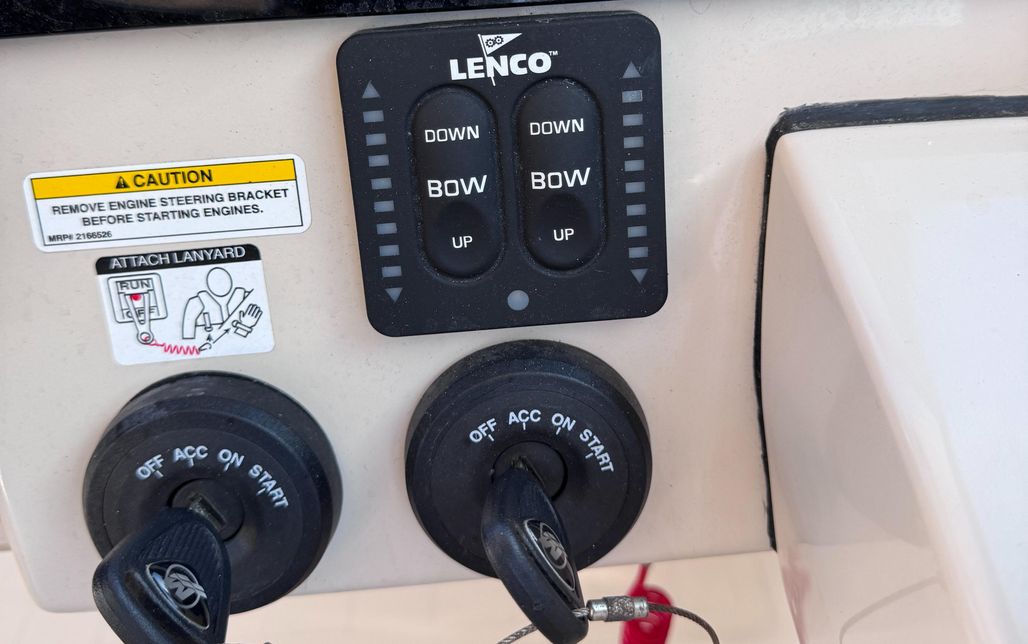 LENCO™
DOWN
BOW
UP
DOWN
BOW
UP
CAUTION
REMOVE ENGINE STEERING BRACKET
BEFORE STARTING ENGINES.
MRP# 2166526
ATTACH LANYARD
RUN
OFF
OFF ACC ON START
OFF ACC ON START